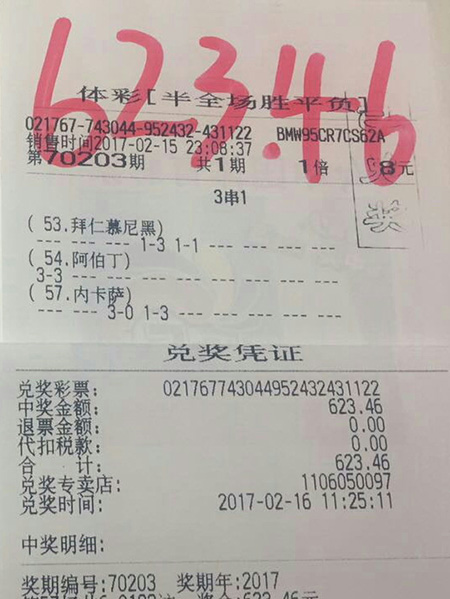 623.46
体彩[半全场胜平负]
021767-743044-952432-431122 BMW95CR7CS62A
销售时间2017-02-15 23:08:37
第70203期 共1期 1倍 8元
3串1
( 53.拜仁慕尼黑)
--- --- --- 1-3 1-1 --- --- --- ---
( 54.阿伯丁)
3-3 --- --- --- --- --- --- --- ---
( 57.内卡萨)
--- --- --- 3-0 1-3 --- --- --- ---
兑奖凭证
兑奖彩票: 021767743044952432431122
中奖金额: 623.46
退票金额: 0.00
代扣税款: 0.00
合 计: 623.46
兑奖专卖店: 1106050097
兑奖时间: 2017-02-16 11:25:11
中奖明细:
奖期编号:70203 奖期年:2017